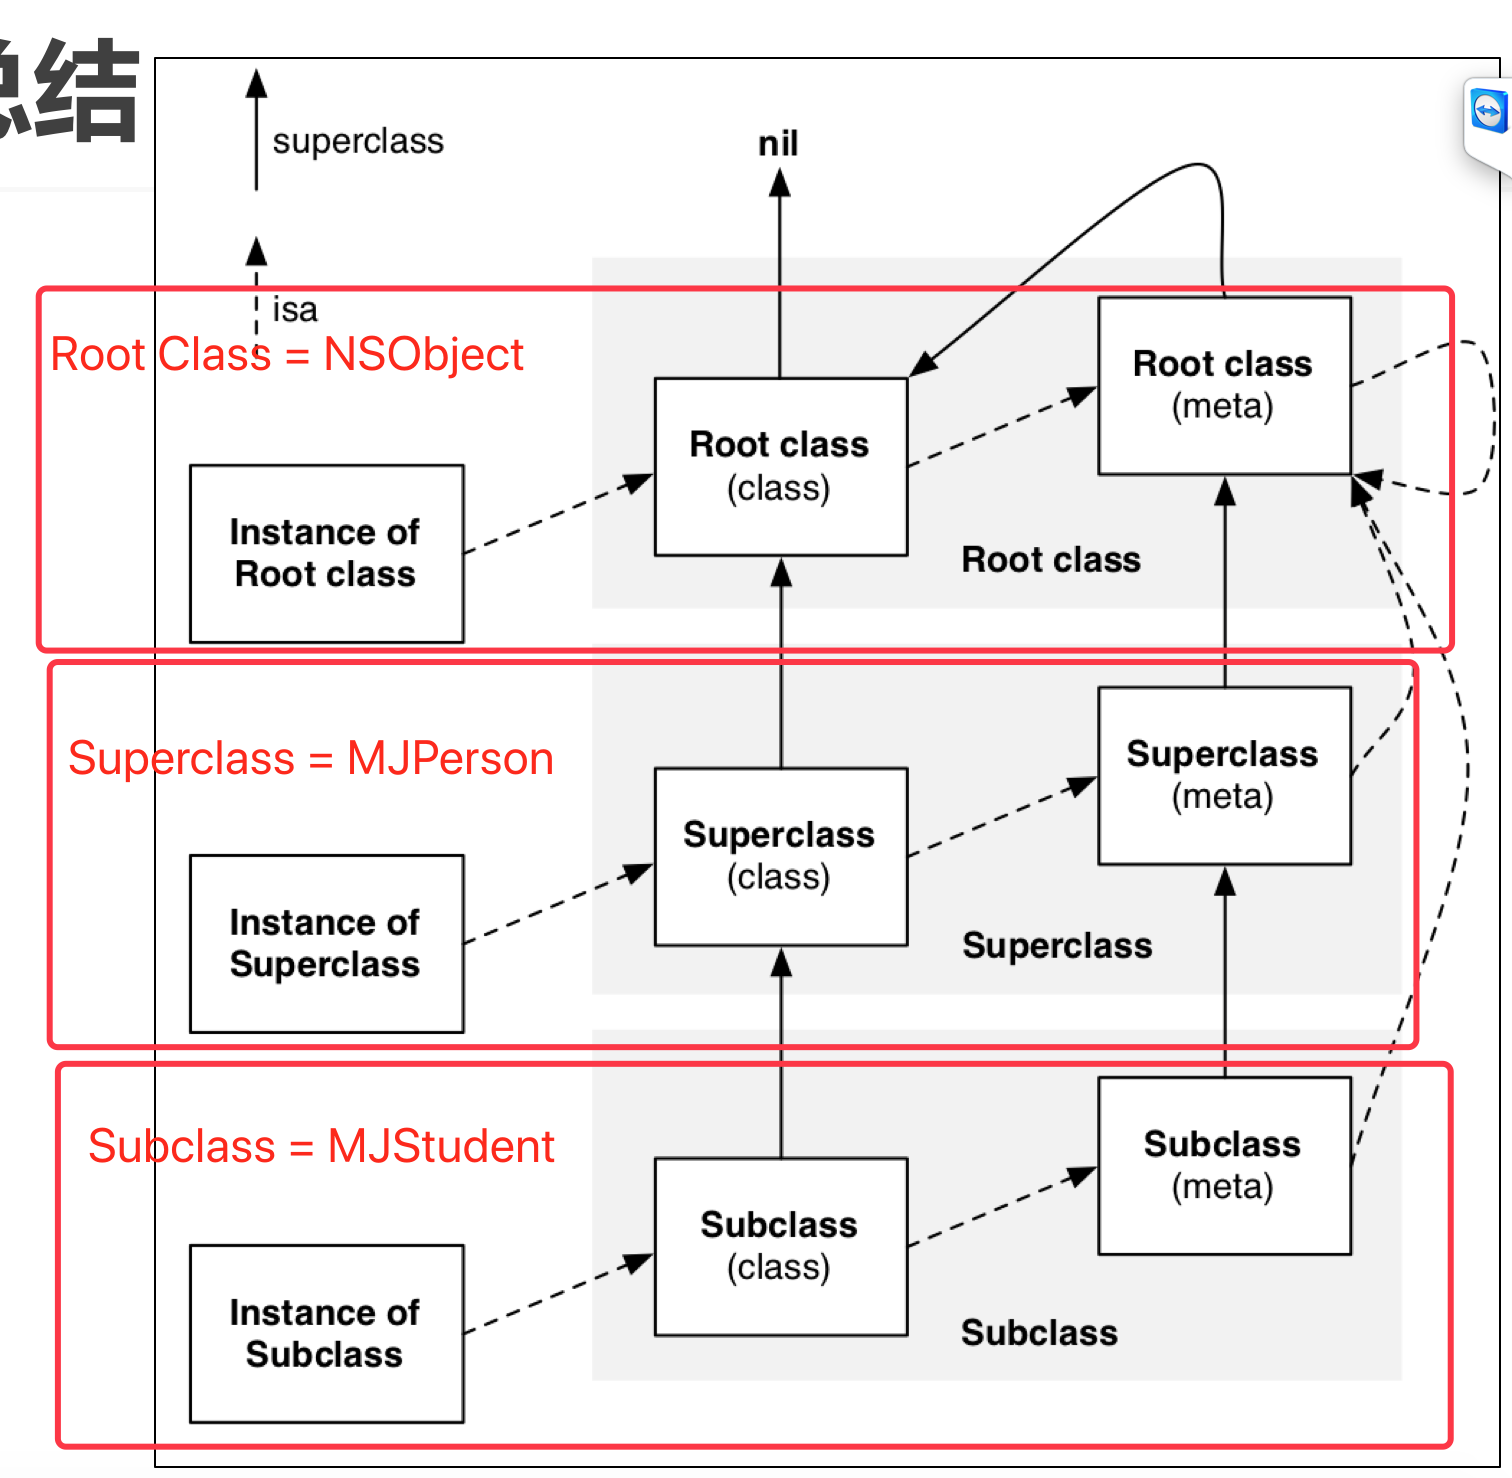 总结
superclass
nil
isa
Root Class = NSObject
Root class
(meta)
Root class
(class)
Instance of
Root class
Root class
Superclass = MJPerson
Superclass
(meta)
Superclass
(class)
Instance of
Superclass
Superclass
Subclass = MJStudent
Subclass
(meta)
Subclass
(class)
Instance of
Subclass
Subclass